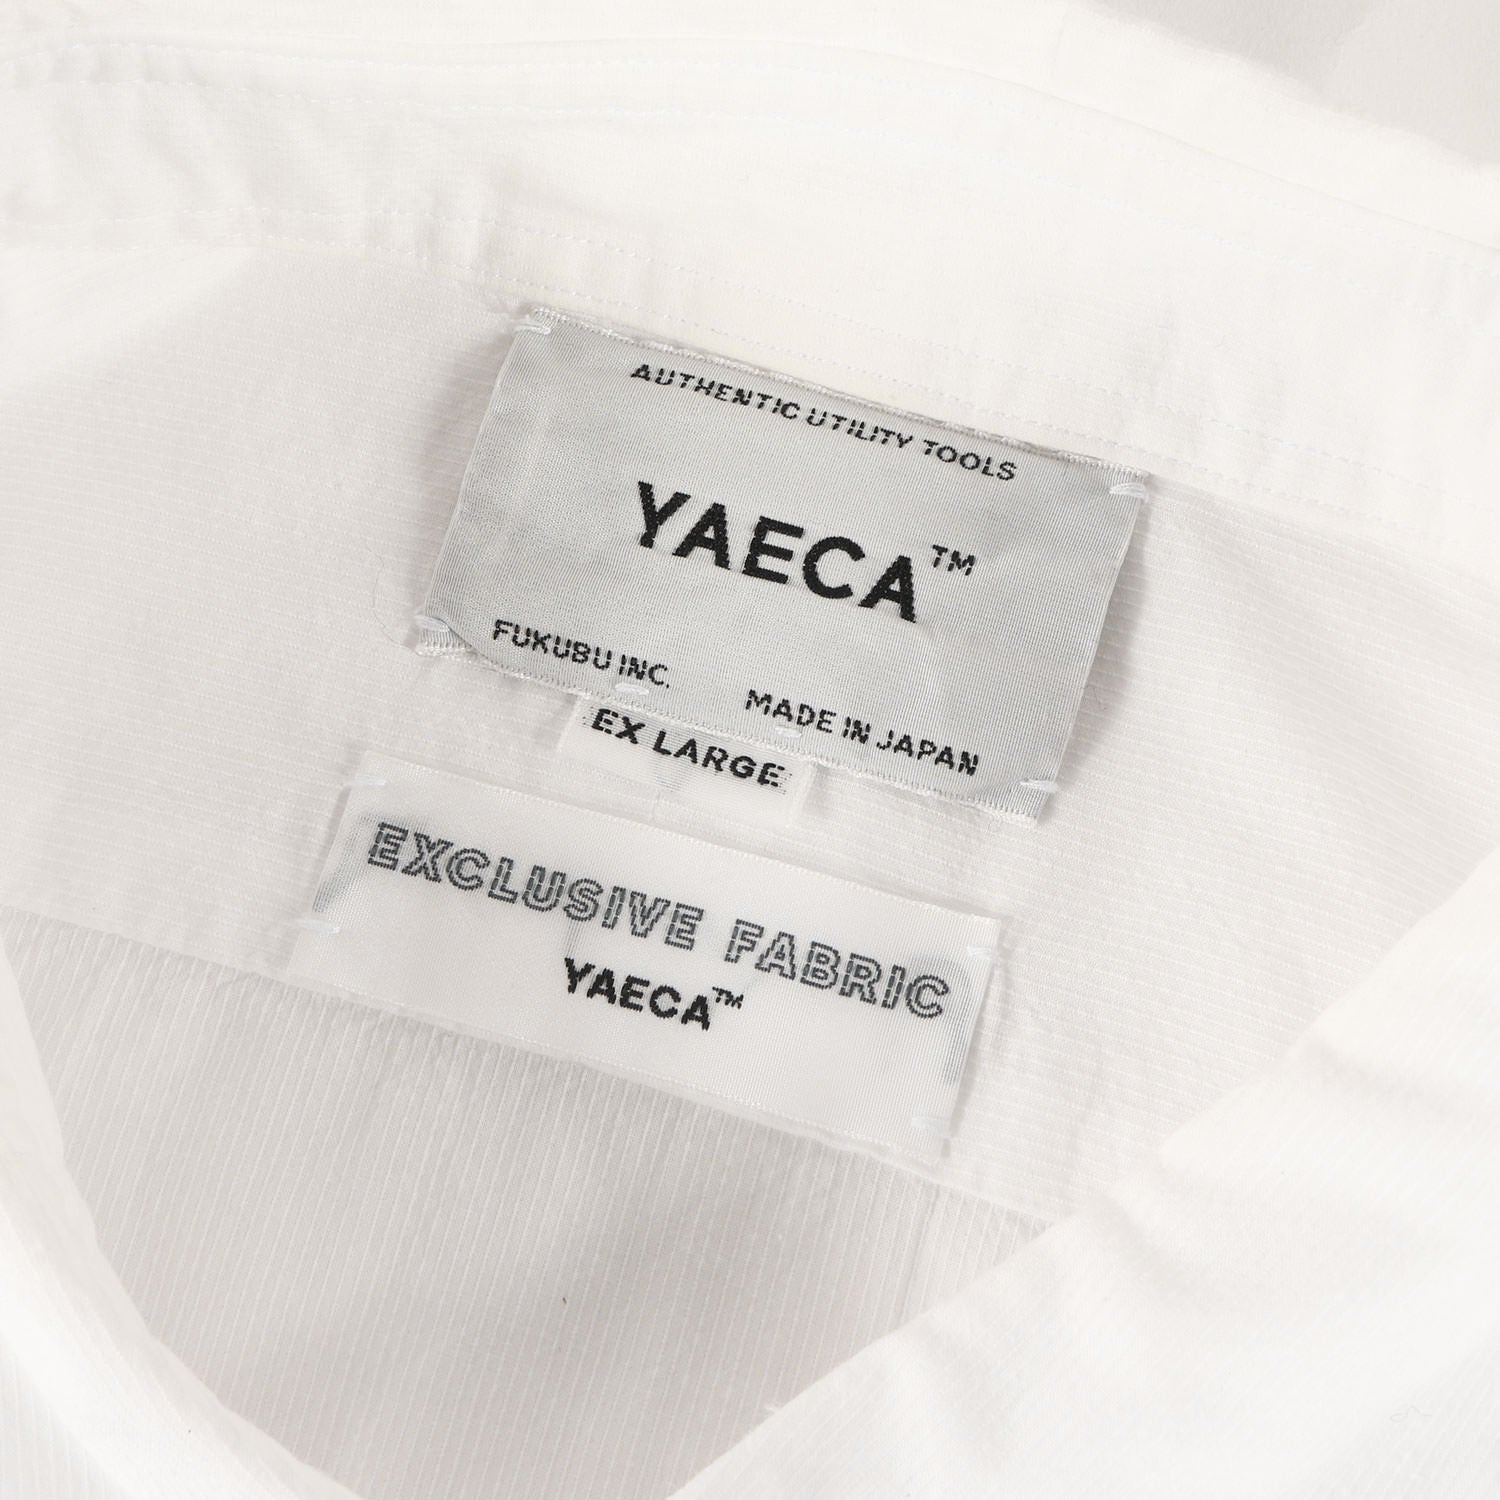 AUTHENTIC UTILITY TOOLS
YAECA™
FUKUBU INC.
MADE IN JAPAN
EX LARGE
EXCLUSIVE FABRIC
YAECA™